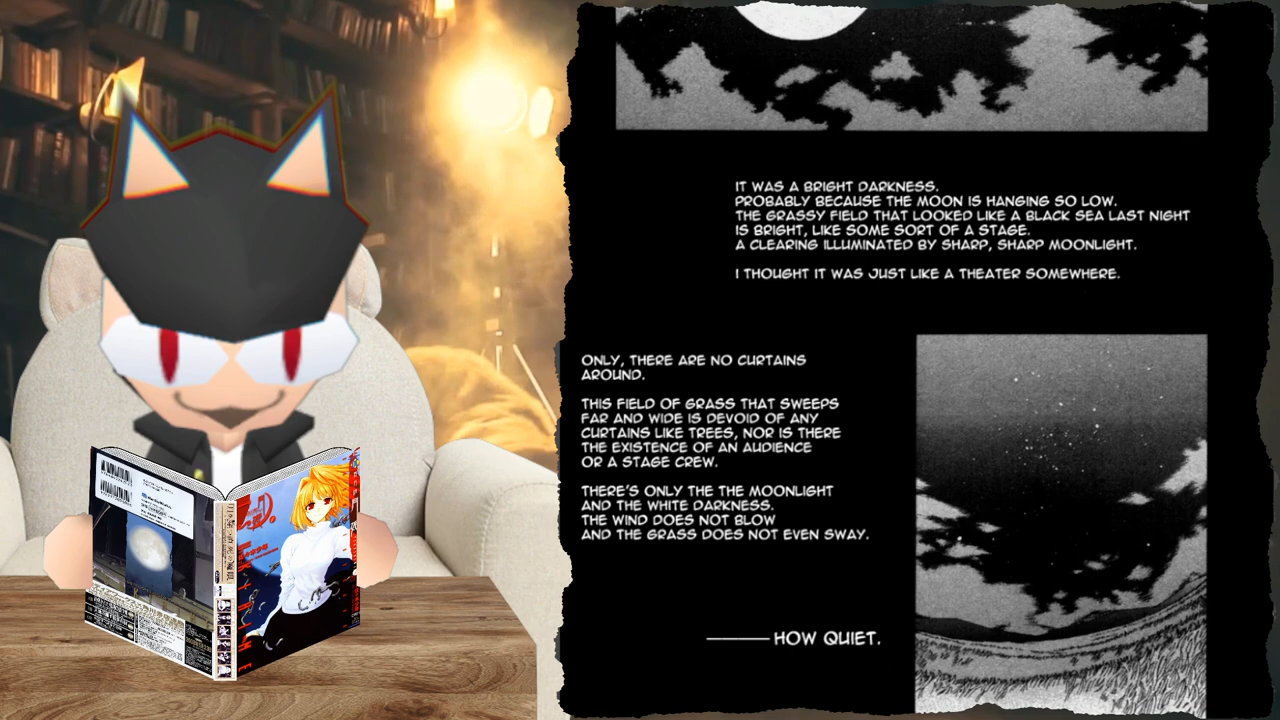 IT WAS A BRIGHT DARKNESS.
PROBABLY BECAUSE THE MOON IS HANGING SO LOW.
THE GRASSY FIELD THAT LOOKED LIKE A BLACK SEA LAST NIGHT
IS BRIGHT, LIKE SOME SORT OF A STAGE.
A CLEARING ILLUMINATED BY SHARP, SHARP MOONLIGHT.
I THOUGHT IT WAS JUST LIKE A THEATER SOMEWHERE.
ONLY, THERE ARE NO CURTAINS
AROUND.
THIS FIELD OF GRASS THAT SWEEPS
FAR AND WIDE IS DEVOID OF ANY
CURTAINS LIKE TREES, NOR IS THERE
THE EXISTENCE OF AN AUDIENCE
OR A STAGE CREW.
THERE'S ONLY THE THE MOONLIGHT
AND THE WHITE DARKNESS.
THE WIND DOES NOT BLOW
AND THE GRASS DOES NOT EVEN SWAY.
———HOW QUIET.